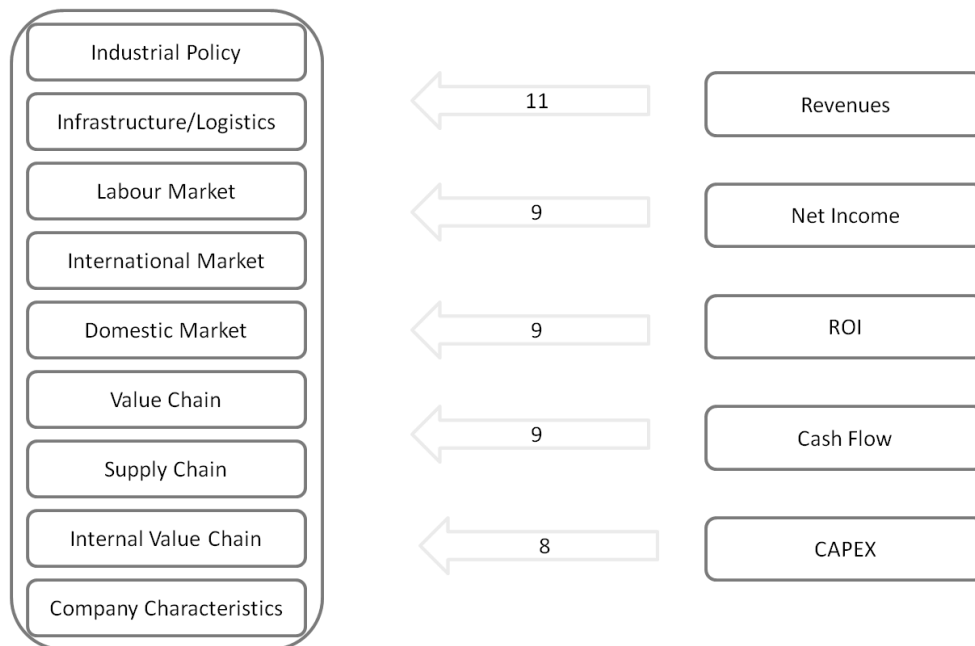 Industrial Policy
Infrastructure/Logistics
Labour Market
International Market
Domestic Market
Value Chain
Supply Chain
Internal Value Chain
Company Characteristics
11
9
9
9
8
Revenues
Net Income
ROI
Cash Flow
CAPEX